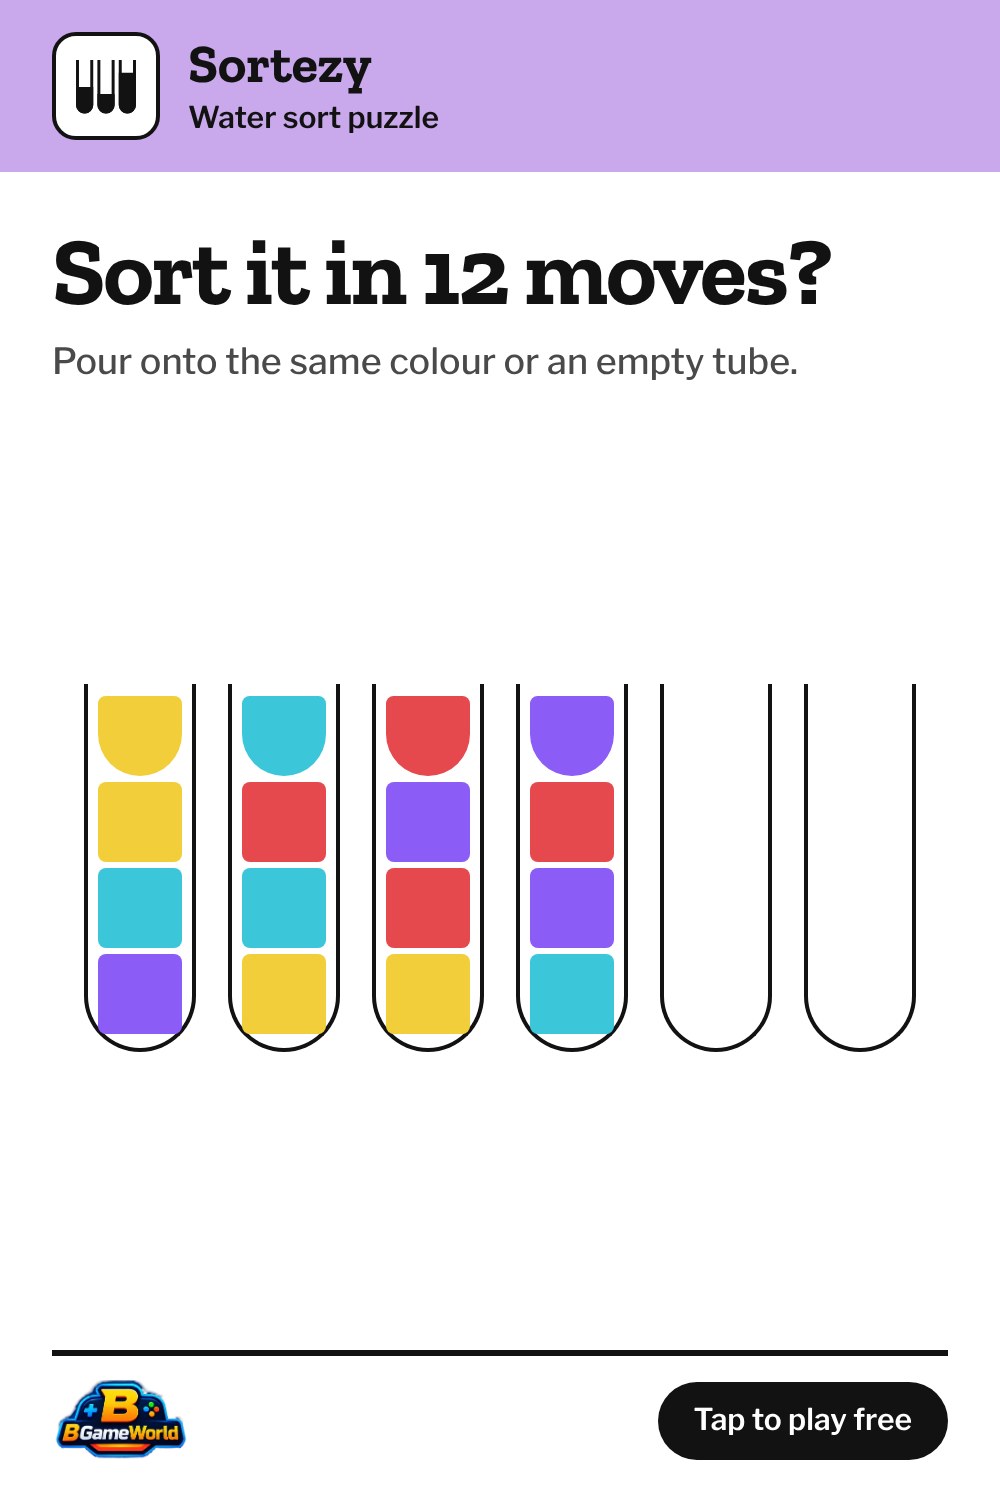 Sortezy
Water sort puzzle
Sort it in 12 moves?
Pour onto the same colour or an empty tube.
B
BGameWorld
Tap to play free